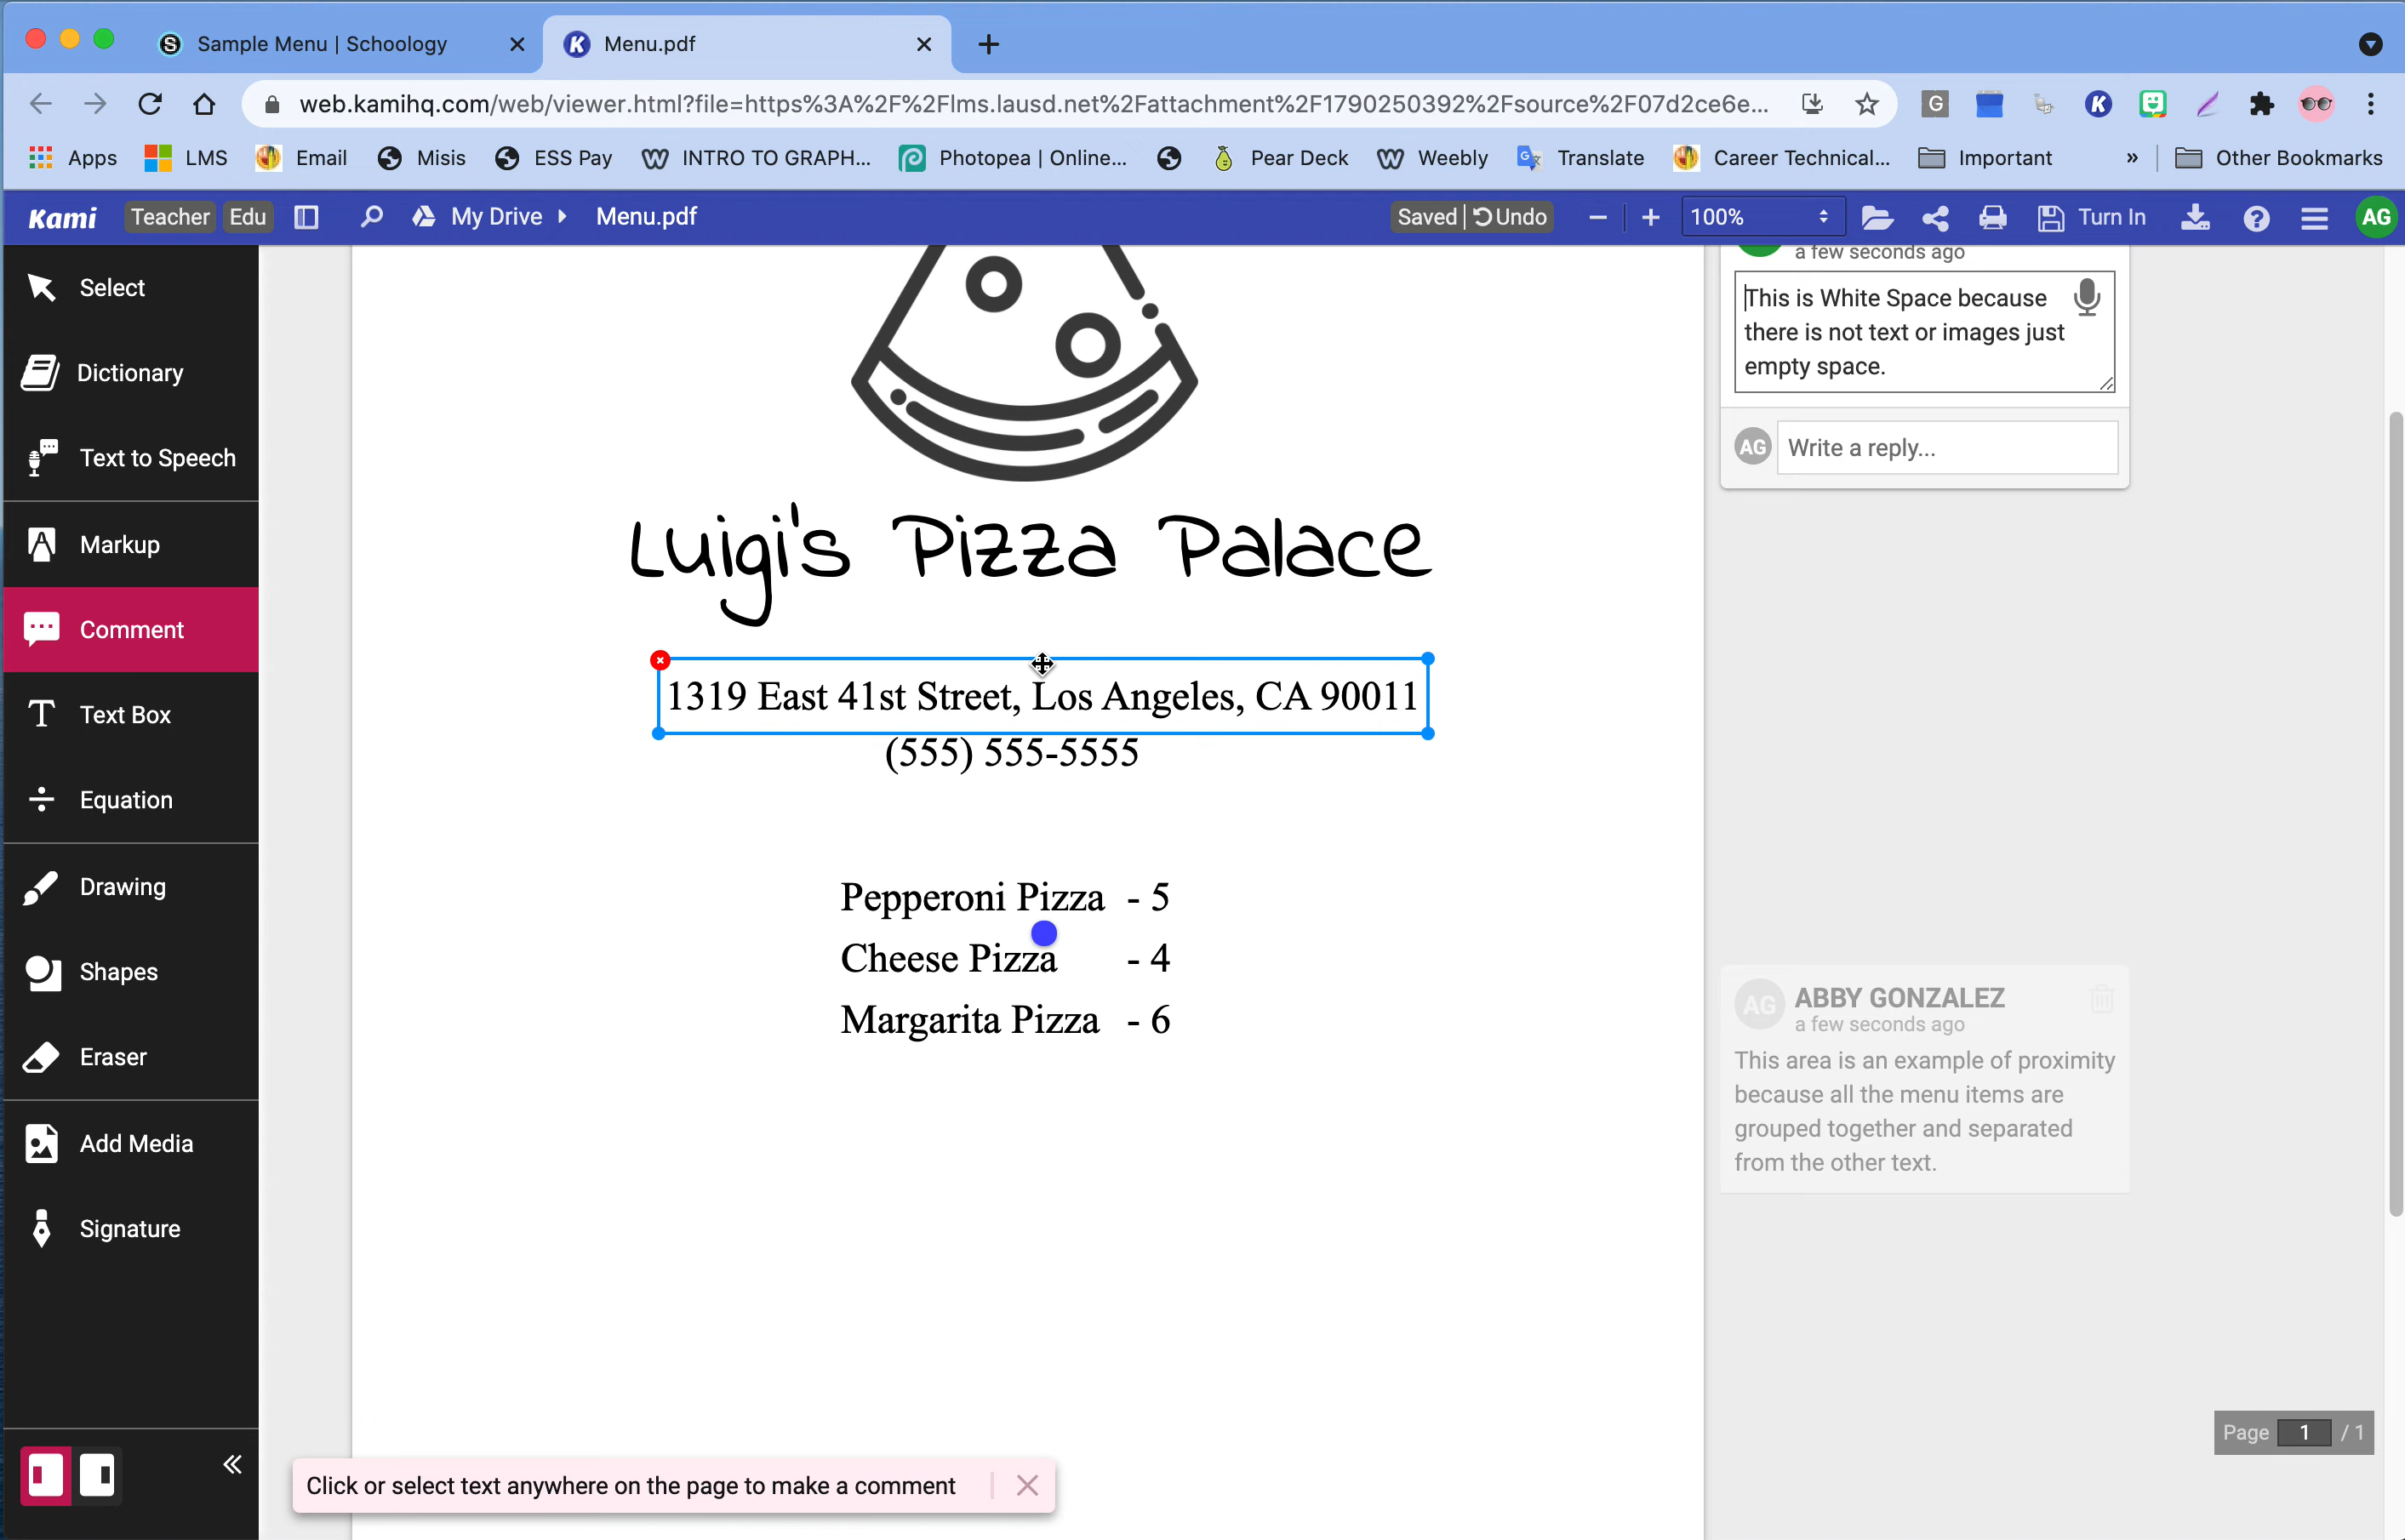 Sample Menu | Schoology
Menu.pdf
web.kamihq.com/web/viewer.html?file=https%3A%2F%2Flms.lausd.net%2Fattachment%2F1790250392%2Fsource%2F07d2ce6e...
Apps LMS Email Misis ESS Pay INTRO TO GRAPH... Photopea | Online... Pear Deck Weebly Translate Career Technical... Important » Other Bookmarks
Kami Teacher Edu My Drive Menu.pdf Saved | Undo 100% Turn In AG
Select
Dictionary
Text to Speech
Markup
Comment
Text Box
Equation
Drawing
Shapes
Eraser
Add Media
Signature
Luigi's Pizza Palace
1319 East 41st Street, Los Angeles, CA 90011
(555) 555-5555
Pepperoni Pizza - 5
Cheese Pizza - 4
Margarita Pizza - 6
Click or select text anywhere on the page to make a comment
a few seconds ago
This is White Space because
there is not text or images just
empty space.
AG Write a reply...
AG ABBY GONZALEZ
a few seconds ago
This area is an example of proximity
because all the menu items are
grouped together and separated
from the other text.
Page 1 / 1